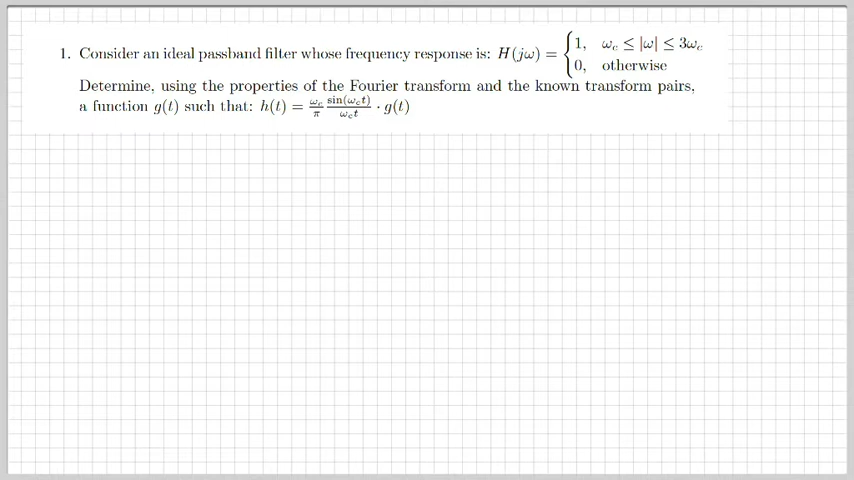 1. Consider an ideal passband filter whose frequency response is: H(jω) = { 1, ω_c ≤ |ω| ≤ 3ω_c
0, otherwise
Determine, using the properties of the Fourier transform and the known transform pairs,
a function g(t) such that: h(t) = ω_c/π sin(ω_c t)/ω_c t · g(t)